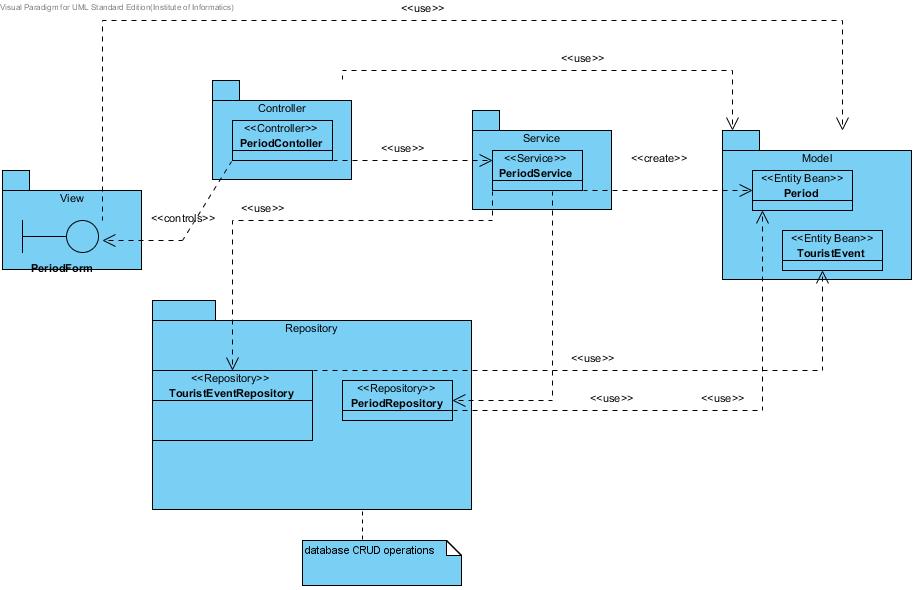 Visual Paradigm for UML Standard Edition(Institute of Informatics)
<<use>>
<<use>>
Controller
<<Controller>>
PeriodContoller
<<use>>
Service
<<Service>>
PeriodService
<<create>>
Model
<<Entity Bean>>
Period
<<Entity Bean>>
TouristEvent
View
PeriodForm
<<controls>>
<<use>>
Repository
<<Repository>>
TouristEventRepository
<<Repository>>
PeriodRepository
<<use>>
<<use>>
<<use>>
database CRUD operations